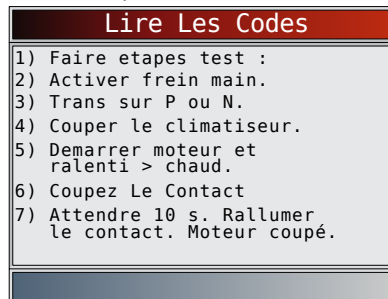 Lire Les Codes
1) Faire etapes test :
2) Activer frein main.
3) Trans sur P ou N.
4) Couper le climatiseur.
5) Demarrer moteur et
ralenti > chaud.
6) Coupez Le Contact
7) Attendre 10 s. Rallumer
le contact. Moteur coupé.